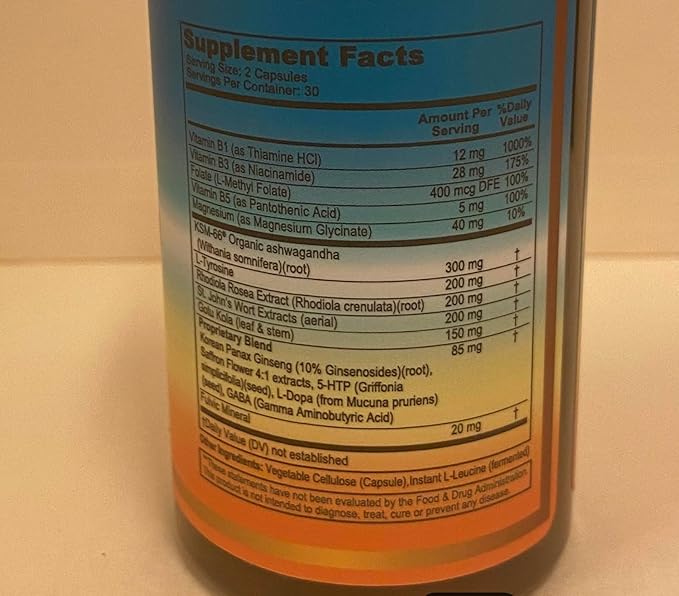 Supplement Facts
Serving Size: 2 Capsules
Servings Per Container: 30
Amount Per Serving %Daily Value
Vitamin B1 (as Thiamine HCl) 12 mg 1000%
Vitamin B3 (as Niacinamide) 28 mg 175%
Folate (L-Methyl Folate) 400 mcg DFE 100%
Vitamin B5 (as Pantothenic Acid) 5 mg 100%
Magnesium (as Magnesium Glycinate) 40 mg 10%
KSM-66® Organic ashwagandha
(Withania somnifera)(root) 300 mg †
L-Tyrosine 200 mg †
Rhodiola Rosea Extract (Rhodiola crenulata)(root) 200 mg †
St. John's Wort Extracts (aerial) 200 mg †
Gotu Kola (leaf & stem) 150 mg †
Proprietary Blend 85 mg †
Korean Panax Ginseng (10% Ginsenosides)(root),
Saffron Flower 4:1 extracts, 5-HTP (Griffonia
simplicifolia)(seed), L-Dopa (from Mucuna pruriens)
(seed), GABA (Gamma Aminobutyric Acid)
Fulvic Mineral 20 mg †
†Daily Value (DV) not established
Other Ingredients: Vegetable Cellulose (Capsule),Instant L-Leucine (fermented)
*These statements have not been evaluated by the Food & Drug Administration.
This product is not intended to diagnose, treat, cure or prevent any disease.